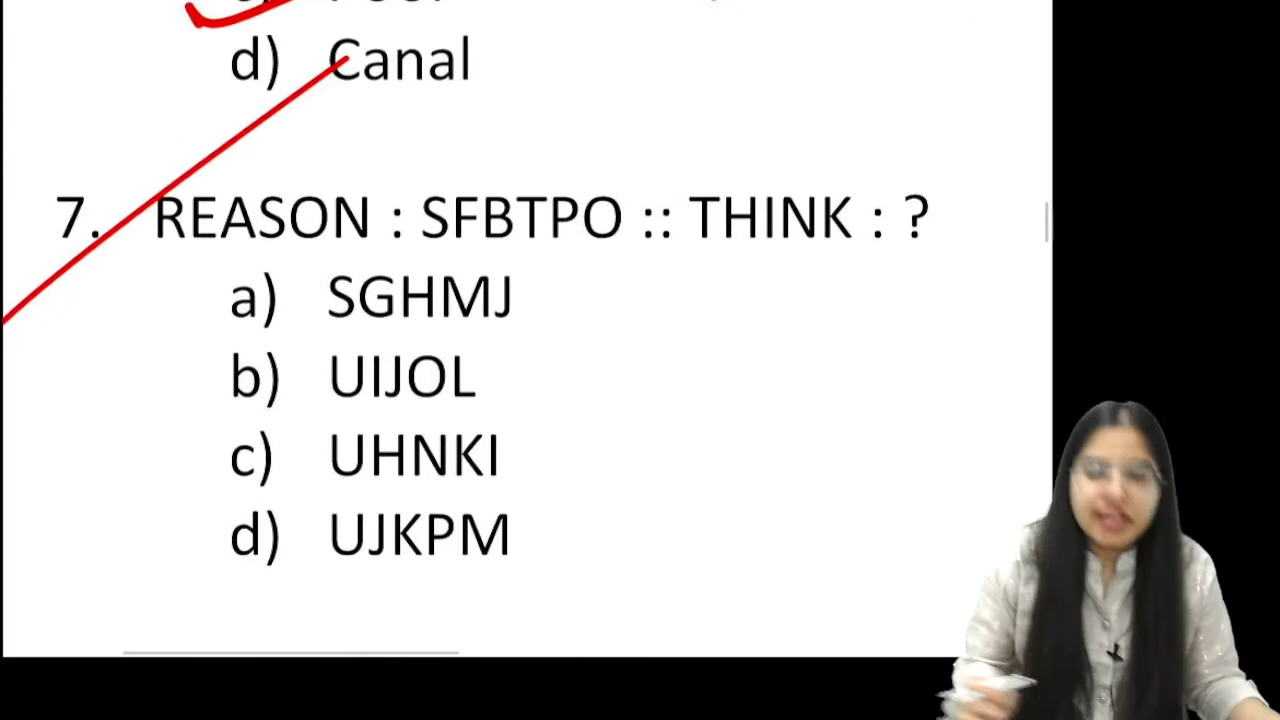 d) Canal
7. REASON : SFBTPO :: THINK : ?
a) SGHMJ
b) UIJOL
c) UHNKI
d) UJKPM